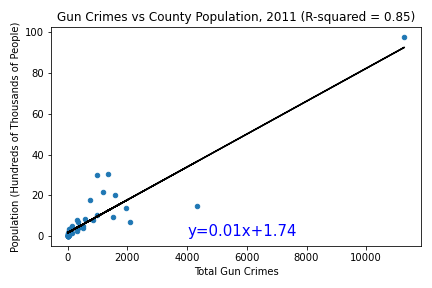 Gun Crimes vs County Population, 2011 (R-squared = 0.85)
Population (Hundreds of Thousands of People)
100
80
60
40
20
0
y=0.01x+1.74
0 2000 4000 6000 8000 10000
Total Gun Crimes